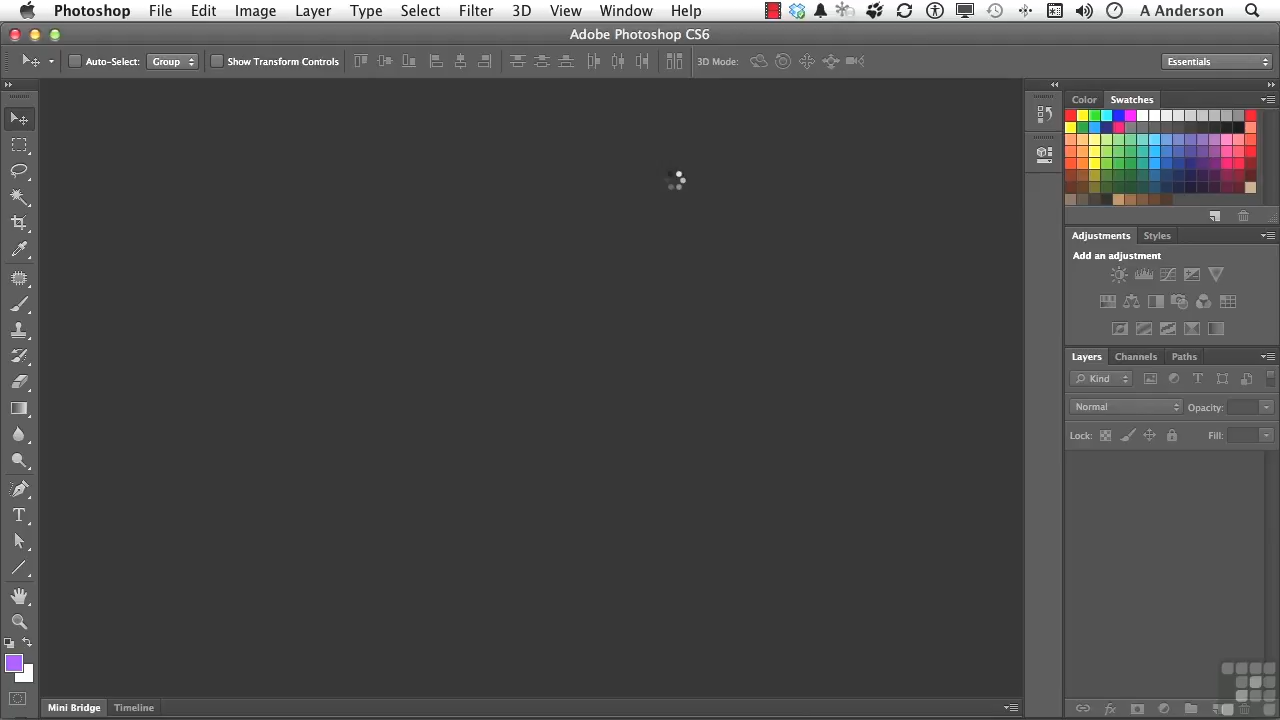 Photoshop File Edit Image Layer Type Select Filter 3D View Window Help A Anderson
Adobe Photoshop CS6
Auto-Select: Group Show Transform Controls 3D Mode: Essentials
Color Swatches
Adjustments Styles
Add an adjustment
Layers Channels Paths
Kind T
Normal Opacity:
Lock: Fill:
T
fx
Mini Bridge Timeline